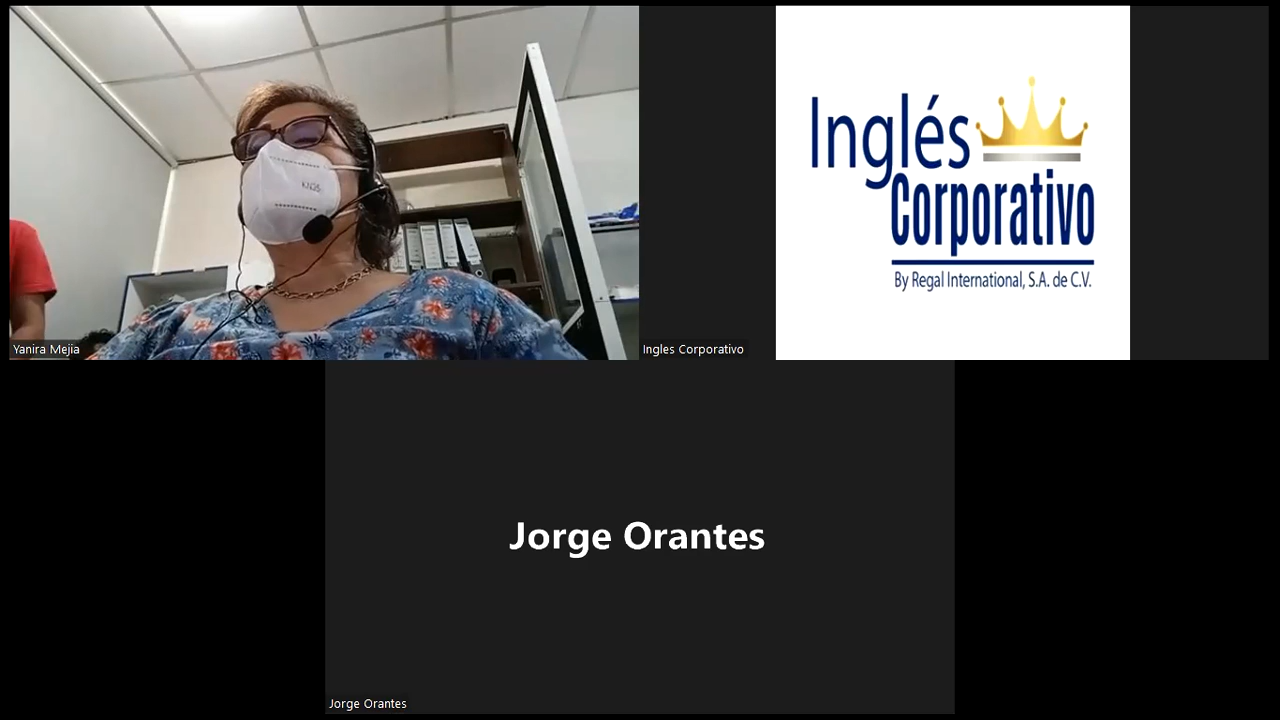 KN95
Yanira Mejia
Inglés
Corporativo
By Regal International, S.A. de C.V.
Ingles Corporativo
Jorge Orantes
Jorge Orantes